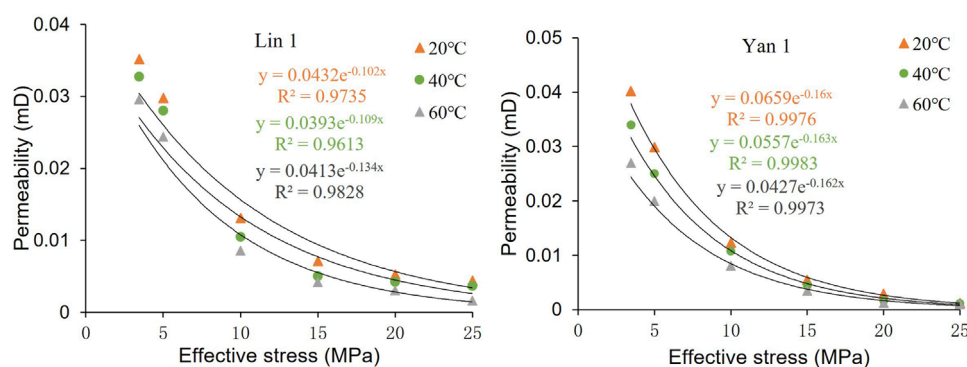 0.04
0.03
0.02
0.01
0
Permeability (mD)
Lin 1
20℃
40℃
60℃
y = 0.0432e^-0.102x
R² = 0.9735
y = 0.0393e^-0.109x
R² = 0.9613
y = 0.0413e^-0.134x
R² = 0.9828
0 5 10 15 20 25
Effective stress (MPa)
0.05
0.04
0.03
0.02
0.01
0
Permeability (mD)
Yan 1
20℃
40℃
60℃
y = 0.0659e^-0.16x
R² = 0.9976
y = 0.0557e^-0.163x
R² = 0.9983
y = 0.0427e^-0.162x
R² = 0.9973
0 5 10 15 20 25
Effective stress (MPa)